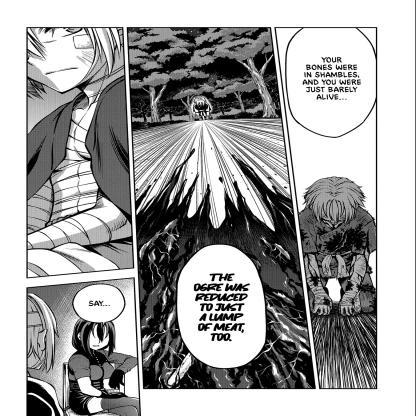 YOUR
BONES WERE
IN SHAMBLES,
AND YOU WERE
JUST BARELY
ALIVE...
THE
OGRE WAS
REDUCED
TO JUST
A LUMP
OF MEAT,
TOO.
SAY...